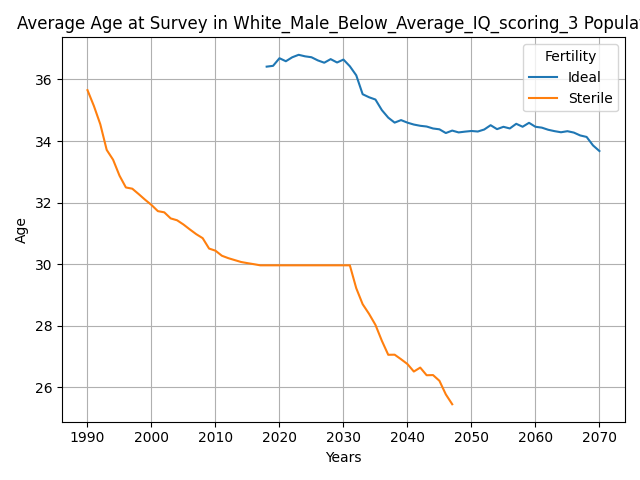 Average Age at Survey in White_Male_Below_Average_IQ_scoring_3 Popula
Fertility
Ideal
Sterile
Age
36
34
32
30
28
26
1990 2000 2010 2020 2030 2040 2050 2060 2070
Years